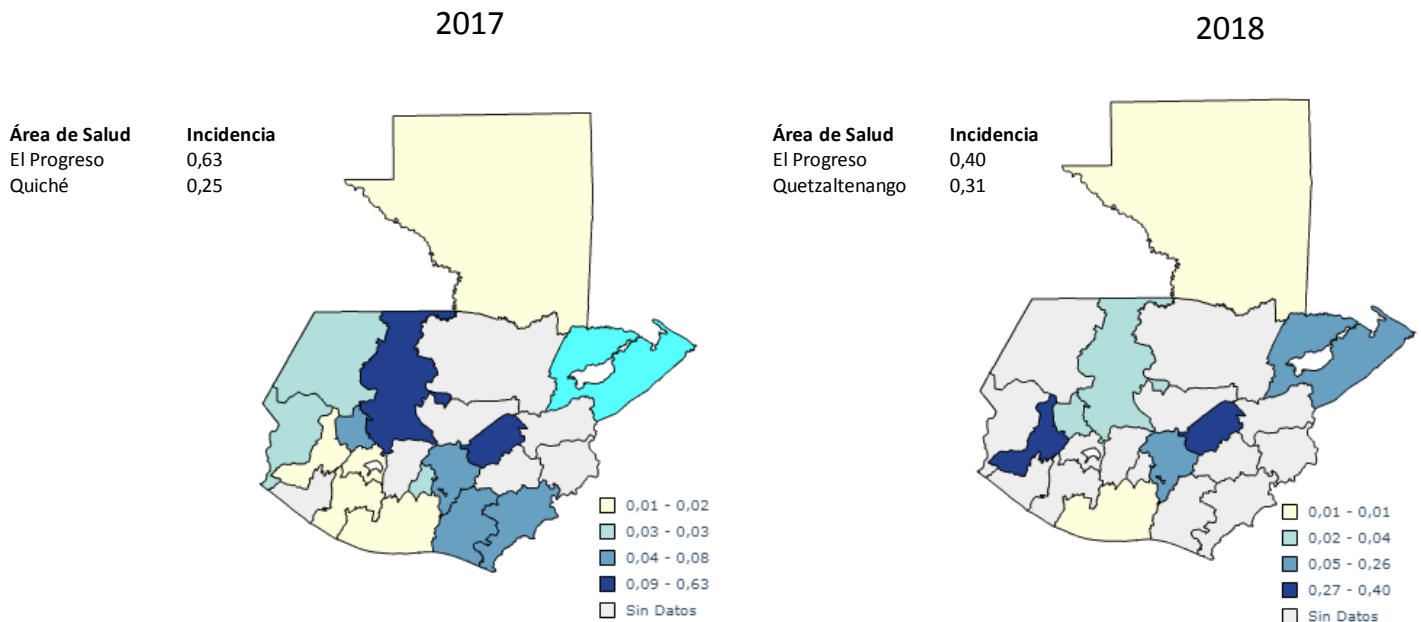 2017
Área de Salud Incidencia
El Progreso 0,63
Quiché 0,25
0,01 - 0,02
0,03 - 0,03
0,04 - 0,08
0,09 - 0,63
Sin Datos
2018
Área de Salud Incidencia
El Progreso 0,40
Quetzaltenango 0,31
0,01 - 0,01
0,02 - 0,04
0,05 - 0,26
0,27 - 0,40
Sin Datos